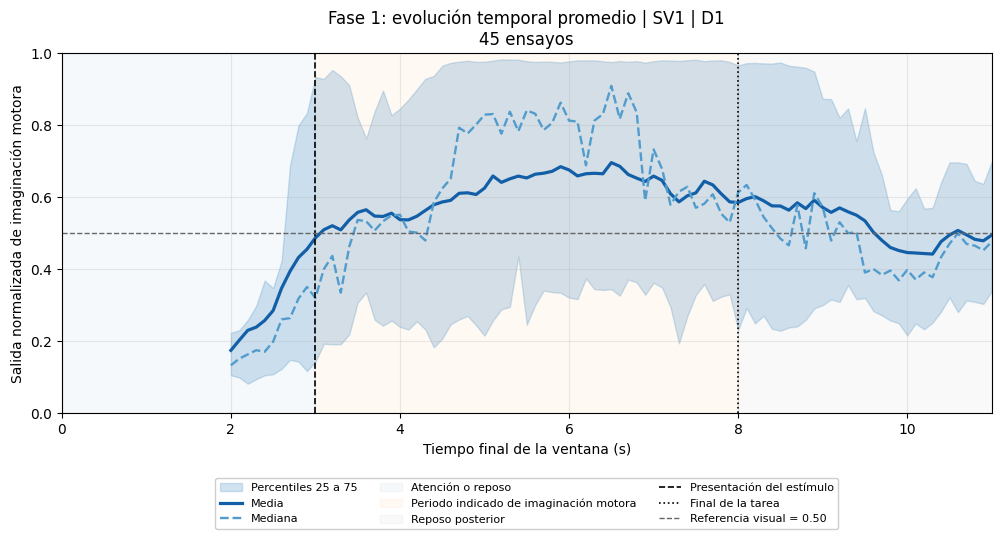 Fase 1: evolución temporal promedio | SV1 | D1
45 ensayos
Salida normalizada de imaginación motora
1.0
0.8
0.6
0.4
0.2
0.0
0
2
4
6
8
10
Tiempo final de la ventana (s)
Percentiles 25 a 75
Media
Mediana
Atención o reposo
Periodo indicado de imaginación motora
Reposo posterior
Presentación del estímulo
Final de la tarea
Referencia visual = 0.50